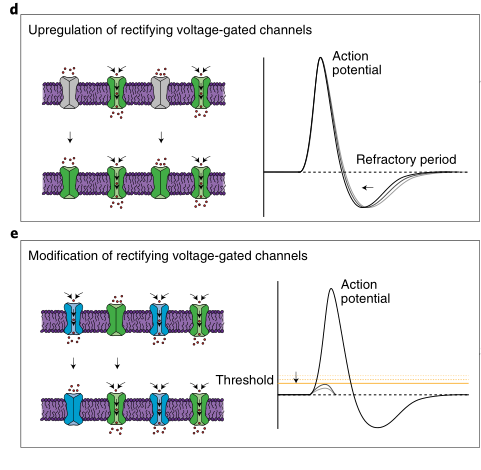 d
Upregulation of rectifying voltage-gated channels
Action
potential
Refractory period
e
Modification of rectifying voltage-gated channels
Action
potential
Threshold